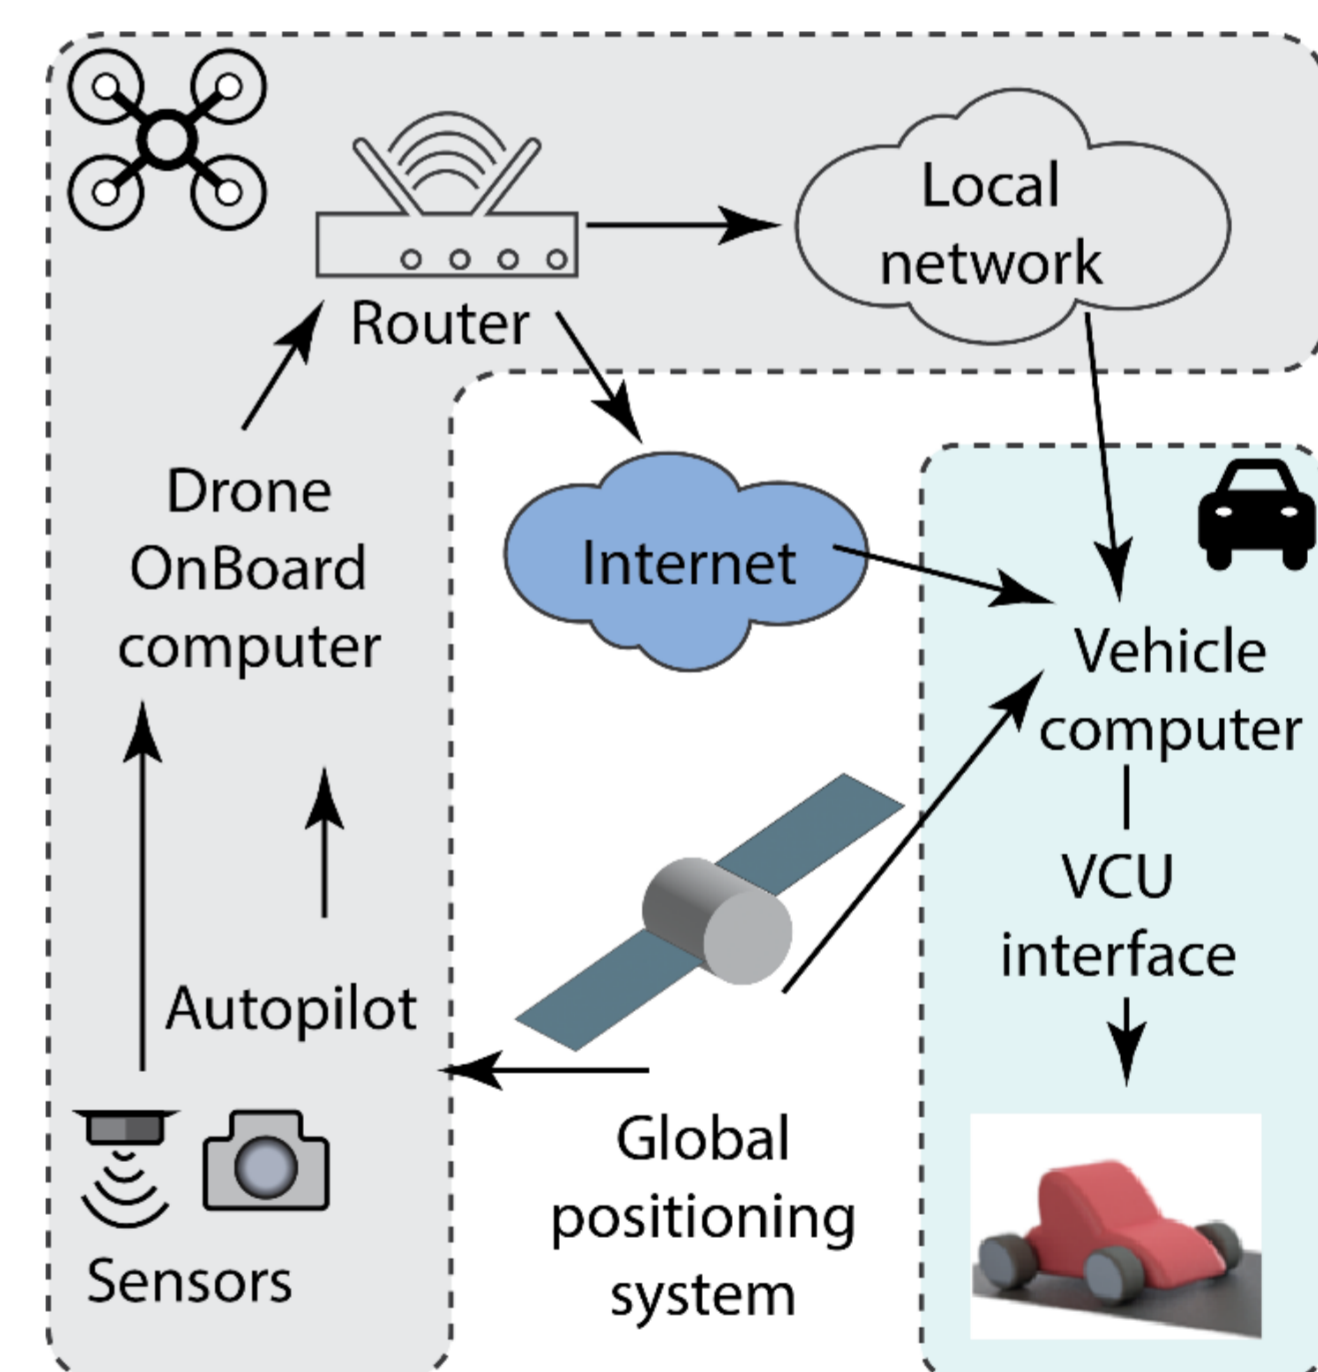 Local
network
Router
Drone
OnBoard
computer
Internet
Vehicle
computer
VCU
interface
Autopilot
Global
positioning
system
Sensors